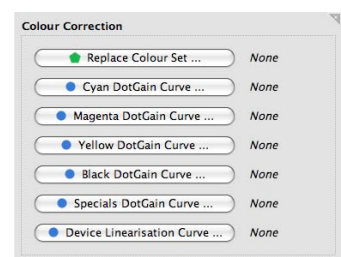 Colour Correction
Replace Colour Set ... None
Cyan DotGain Curve ... None
Magenta DotGain Curve ... None
Yellow DotGain Curve ... None
Black DotGain Curve ... None
Specials DotGain Curve ... None
Device Linearisation Curve ... None